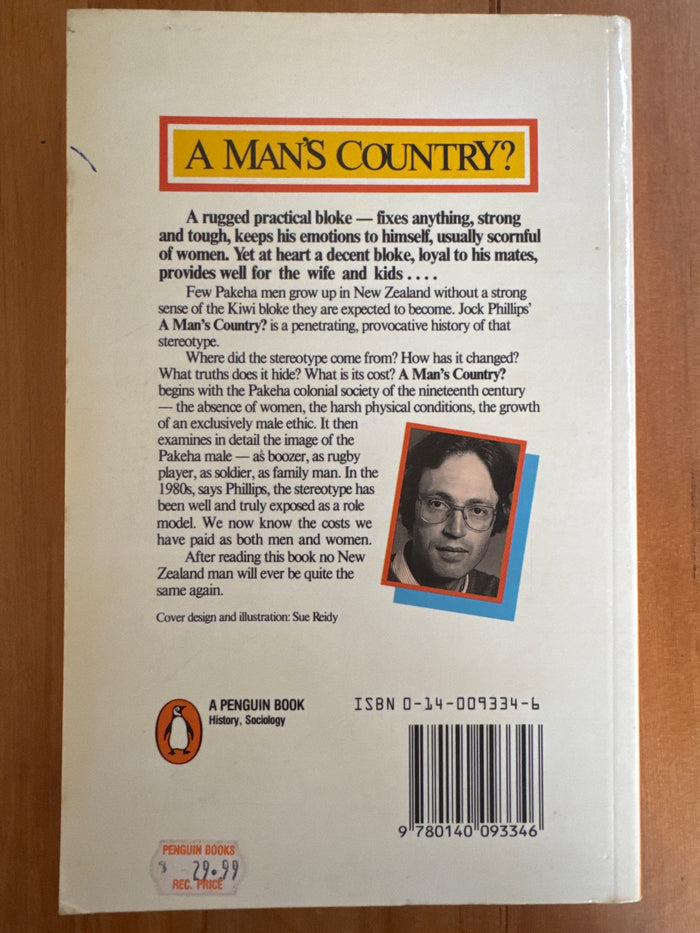 A MAN'S COUNTRY?
A rugged practical bloke — fixes anything, strong
and tough, keeps his emotions to himself, usually scornful
of women. Yet at heart a decent bloke, loyal to his mates,
provides well for the wife and kids . . . .
Few Pakeha men grow up in New Zealand without a strong
sense of the Kiwi bloke they are expected to become. Jock Phillips'
A Man's Country? is a penetrating, provocative history of that
stereotype.
Where did the stereotype come from? How has it changed?
What truths does it hide? What is its cost? A Man's Country?
begins with the Pakeha colonial society of the nineteenth century
— the absence of women, the harsh physical conditions, the growth
of an exclusively male ethic. It then
examines in detail the image of the
Pakeha male — as boozer, as rugby
player, as soldier, as family man. In the
1980s, says Phillips, the stereotype has
been well and truly exposed as a role
model. We now know the costs we
have paid as both men and women.
After reading this book no New
Zealand man will ever be quite the
same again.
Cover design and illustration: Sue Reidy
A PENGUIN BOOK
History, Sociology
ISBN 0-14-009334-6
9 780140 093346
PENGUIN BOOKS
$ 29.99
REC. PRICE